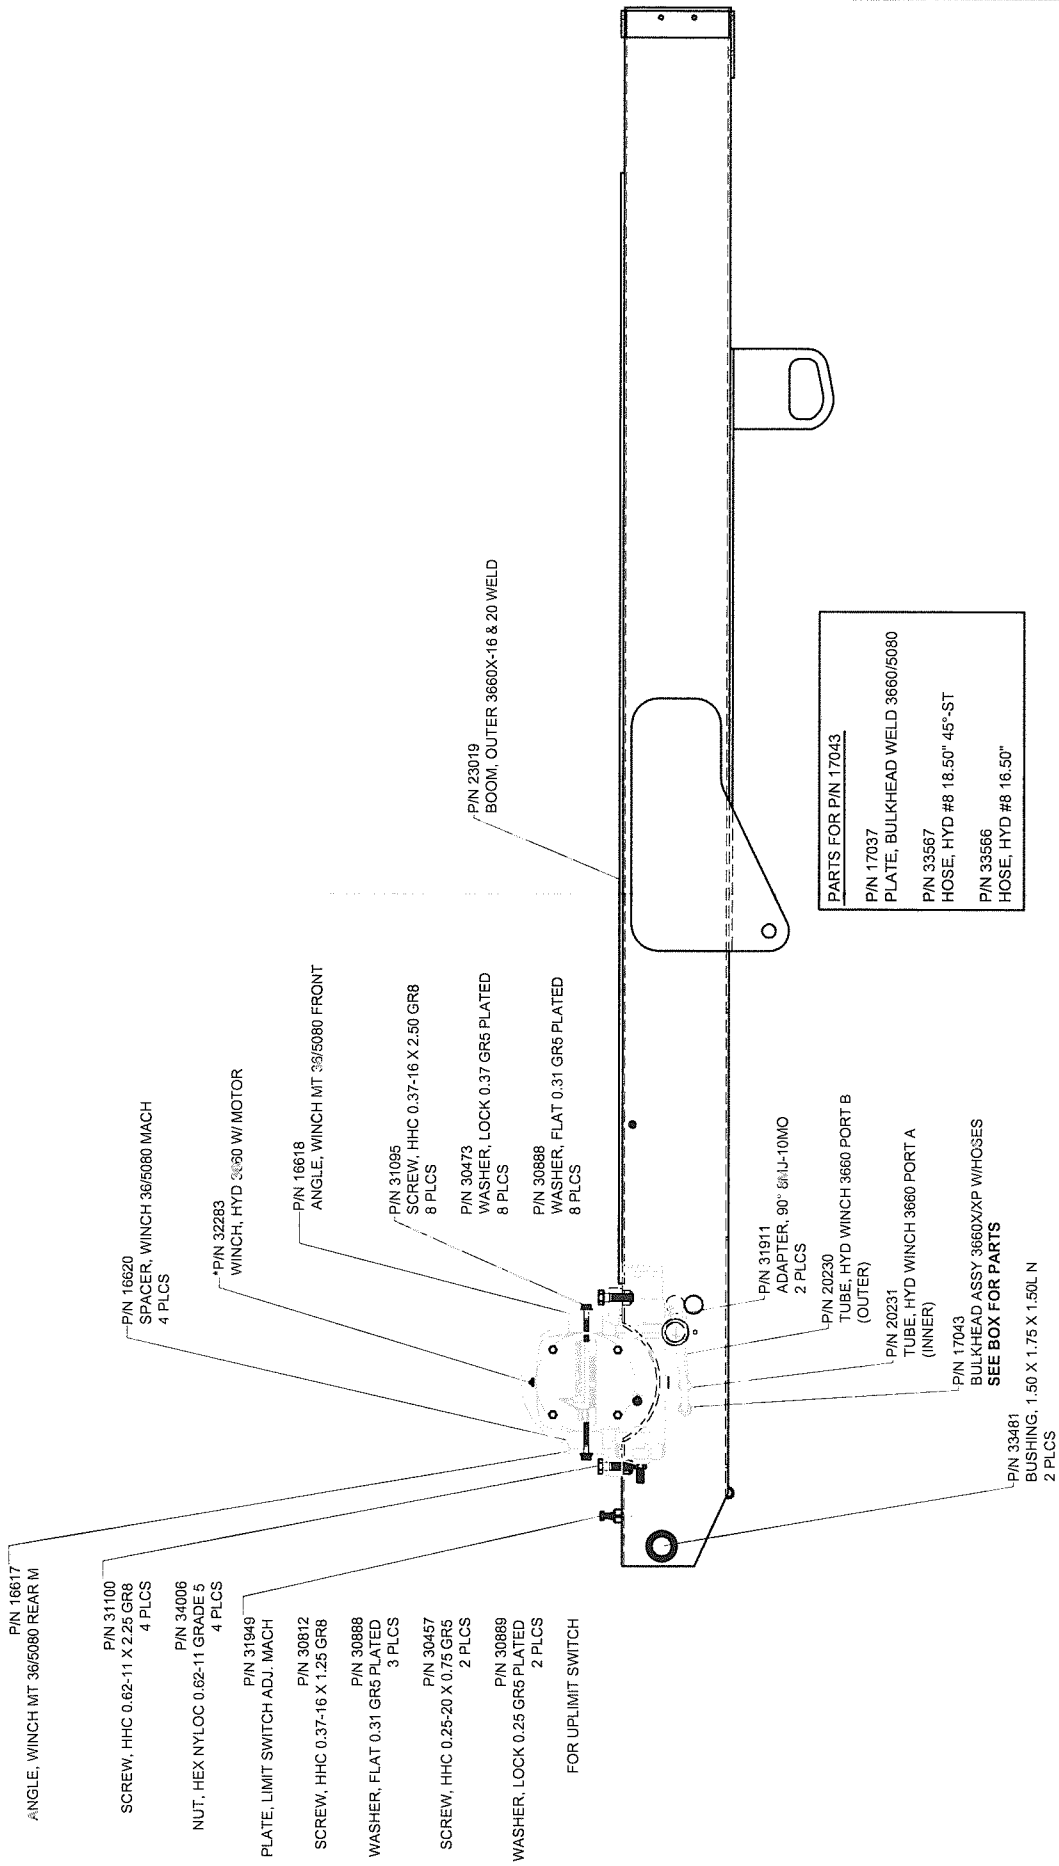 P/N 16617
ANGLE, WINCH MT 36/5080 REAR M
P/N 31100
SCREW, HHC 0.62-11 X 2.25 GR8
4 PLCS
P/N 34006
NUT, HEX NYLOC 0.62-11 GRADE 5
4 PLCS
P/N 31949
PLATE, LIMIT SWITCH ADJ. MACH
P/N 30812
SCREW, HHC 0.37-16 X 1.25 GR8
P/N 30888
WASHER, FLAT 0.31 GR5 PLATED
3 PLCS
P/N 30457
SCREW, HHC 0.25-20 X 0.75 GR5
2 PLCS
P/N 30889
WASHER, LOCK 0.25 GR5 PLATED
2 PLCS
FOR UPLIMIT SWITCH
P/N 16620
SPACER, WINCH 36/5080 MACH
4 PLCS
*P/N 32283
WINCH, HYD 3660 W/ MOTOR
P/N 16618
ANGLE, WINCH MT 36/5080 FRONT
P/N 31095
SCREW, HHC 0.37-16 X 2.50 GR8
8 PLCS
P/N 30473
WASHER, LOCK 0.37 GR5 PLATED
8 PLCS
P/N 30888
WASHER, FLAT 0.31 GR5 PLATED
8 PLCS
P/N 23019
BOOM, OUTER 3660X-16 & 20 WELD
P/N 31911
ADAPTER, 90° 8MJ-10MO
2 PLCS
P/N 20230
TUBE, HYD WINCH 3660 PORT B
(OUTER)
P/N 20231
TUBE, HYD WINCH 3660 PORT A
(INNER)
P/N 17043
BULKHEAD ASSY 3660X/XP W/HOSES
SEE BOX FOR PARTS
P/N 33481
BUSHING, 1.50 X 1.75 X 1.50L N
2 PLCS
PARTS FOR P/N 17043
P/N 17037
PLATE, BULKHEAD WELD 3660/5080
P/N 33567
HOSE, HYD #8 18.50" 45°-ST
P/N 33566
HOSE, HYD #8 16.50"